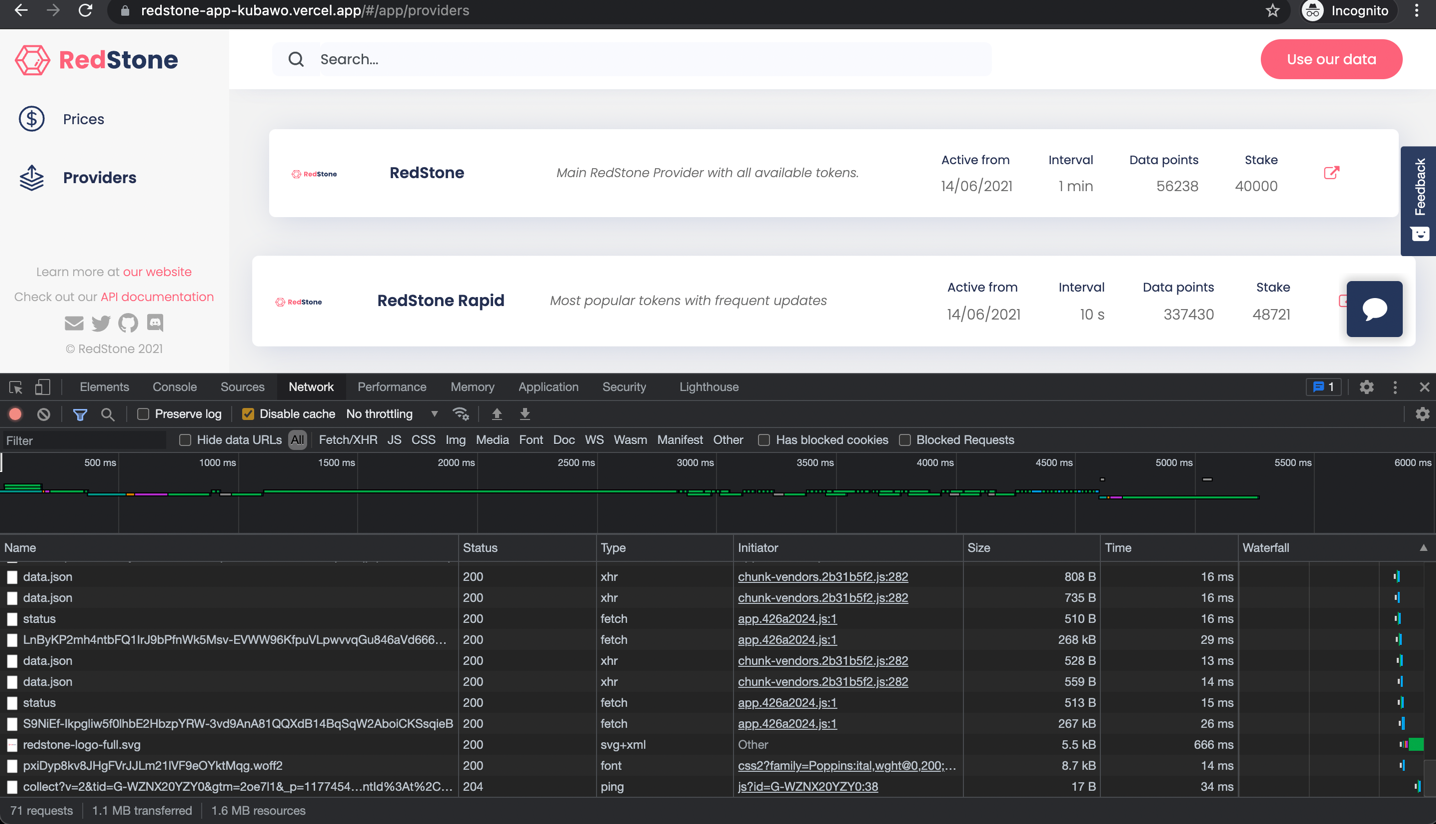 redstone-app-kubawo.vercel.app/#/app/providers
Incognito
RedStone
Search...
Use our data
Prices
Providers
Learn more at our website
Check out our API documentation
© RedStone 2021
RedStone
RedStone
Main RedStone Provider with all available tokens.
Active from Interval Data points Stake
14/06/2021 1 min 56238 40000
RedStone
RedStone Rapid
Most popular tokens with frequent updates
Active from Interval Data points Stake
14/06/2021 10 s 337430 48721
Feedback
Elements Console Sources Network Performance Memory Application Security Lighthouse 1
Preserve log Disable cache No throttling
Filter Hide data URLs All Fetch/XHR JS CSS Img Media Font Doc WS Wasm Manifest Other Has blocked cookies Blocked Requests
500 ms 1000 ms 1500 ms 2000 ms 2500 ms 3000 ms 3500 ms 4000 ms 4500 ms 5000 ms 5500 ms 6000 ms
Name Status Type Initiator Size Time Waterfall
data.json 200 xhr chunk-vendors.2b31b5f2.js:282 808 B 16 ms
data.json 200 xhr chunk-vendors.2b31b5f2.js:282 735 B 16 ms
status 200 fetch app.426a2024.js:1 510 B 16 ms
LnByKP2mh4ntbFQ1IrJ9bPfnWk5Msv-EVWW96KfpuVLpwvvqGu846aVd666... 200 fetch app.426a2024.js:1 268 kB 29 ms
data.json 200 xhr chunk-vendors.2b31b5f2.js:282 528 B 13 ms
data.json 200 xhr chunk-vendors.2b31b5f2.js:282 559 B 14 ms
status 200 fetch app.426a2024.js:1 513 B 15 ms
S9NiEf-Ikpgliw5f0lhbE2HbzpYRW-3vd9AnA81QQXdB14BqSqW2AboiCKSsqieB 200 fetch app.426a2024.js:1 267 kB 26 ms
redstone-logo-full.svg 200 svg+xml Other 5.5 kB 666 ms
pxiDyp8kv8JHgFVrJJLm21lVF9eOYktMqg.woff2 200 font css2?family=Poppins:ital,wght@0,200;... 8.7 kB 14 ms
collect?v=2&tid=G-WZNX20YZY0&gtm=2oe7l1&_p=1177454...ntId%3At%2C... 204 ping js?id=G-WZNX20YZY0:38 17 B 34 ms
71 requests 1.1 MB transferred 1.6 MB resources